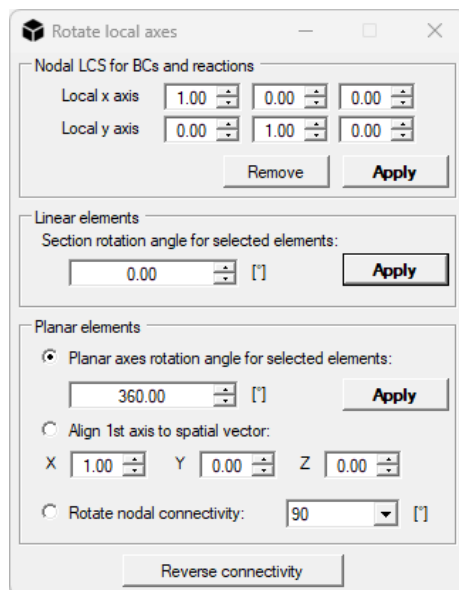 Rotate local axes
Nodal LCS for BCs and reactions
Local x axis 1.00 0.00 0.00
Local y axis 0.00 1.00 0.00
Remove Apply
Linear elements
Section rotation angle for selected elements:
0.00 [°] Apply
Planar elements
Planar axes rotation angle for selected elements:
360.00 [°] Apply
Align 1st axis to spatial vector:
X 1.00 Y 0.00 Z 0.00
Rotate nodal connectivity: 90 [°]
Reverse connectivity